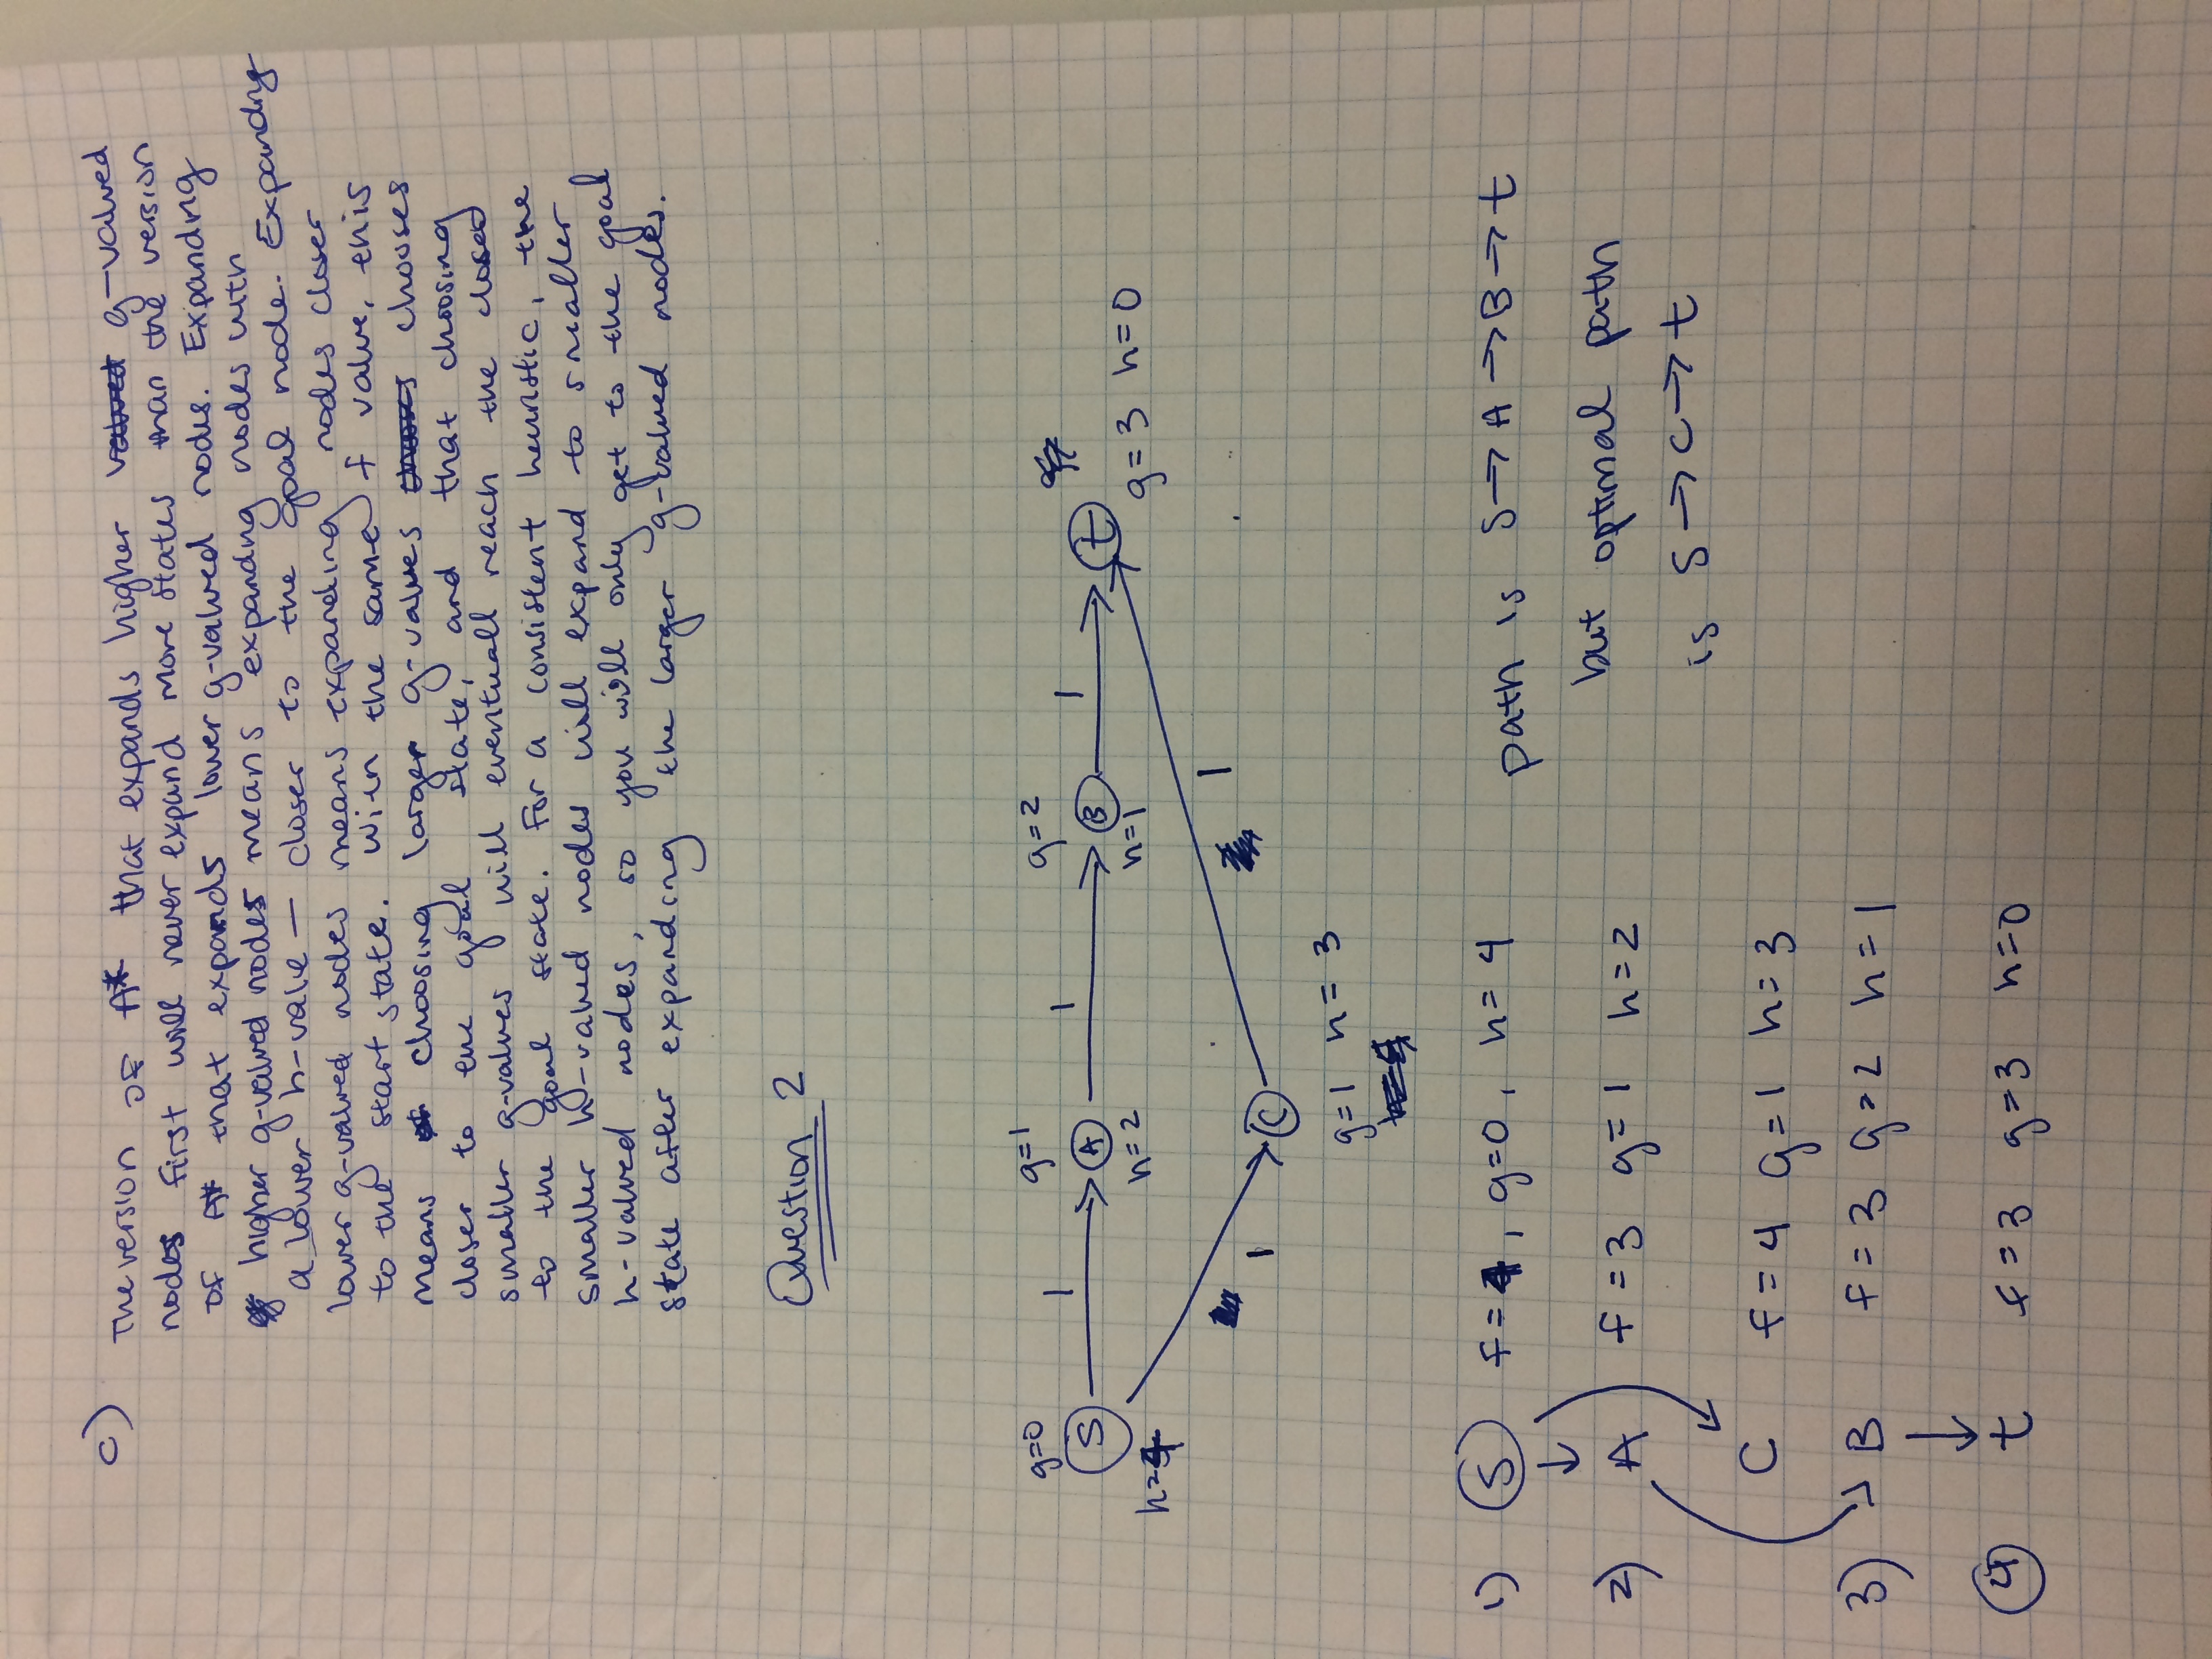 c) The version of A* that expands higher valued g-valued
nodes first will never expand more states than the version
of A* that expands lower g-valued nodes. Expanding
higher g-valued nodes means expanding nodes with
a lower h-value — closer to the goal node. Expanding
lower g-valued nodes means expanding nodes closer
to the start state. With the same f value, this
means choosing larger g-values chooses chooses
closer to the goal state, and that choosing
smaller g-values will eventuall reach the closed
to the goal state. For a consistent heuristic, the
smaller h-valued nodes will expand to smaller
h-valued nodes, so you will only get to the goal
state after expanding the larger g-valued nodes.
Question 2
g=0 g=1 g=2
S 1 A 1 B 1 t
h=4 h=2 h=1 g=3 h=0
1 1
C
g=1 h=3
1) S f=4, g=0, h=4 path is S→A→B→t
2) A f=3 g=1 h=2 but optimal path
is S→C→t
C f=4 g=1 h=3
3) B f=3 g=2 h=1
4 t f=3 g=3 h=0